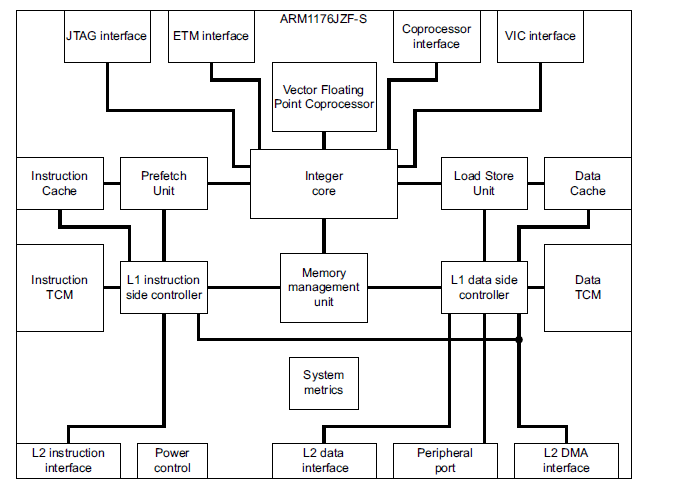 ARM1176JZF-S
JTAG interface
ETM interface
Coprocessor
interface
VIC interface
Vector Floating
Point Coprocessor
Instruction
Cache
Prefetch
Unit
Integer
core
Load Store
Unit
Data
Cache
Instruction
TCM
L1 instruction
side controller
Memory
management
unit
L1 data side
controller
Data
TCM
System
metrics
L2 instruction
interface
Power
control
L2 data
interface
Peripheral
port
L2 DMA
interface